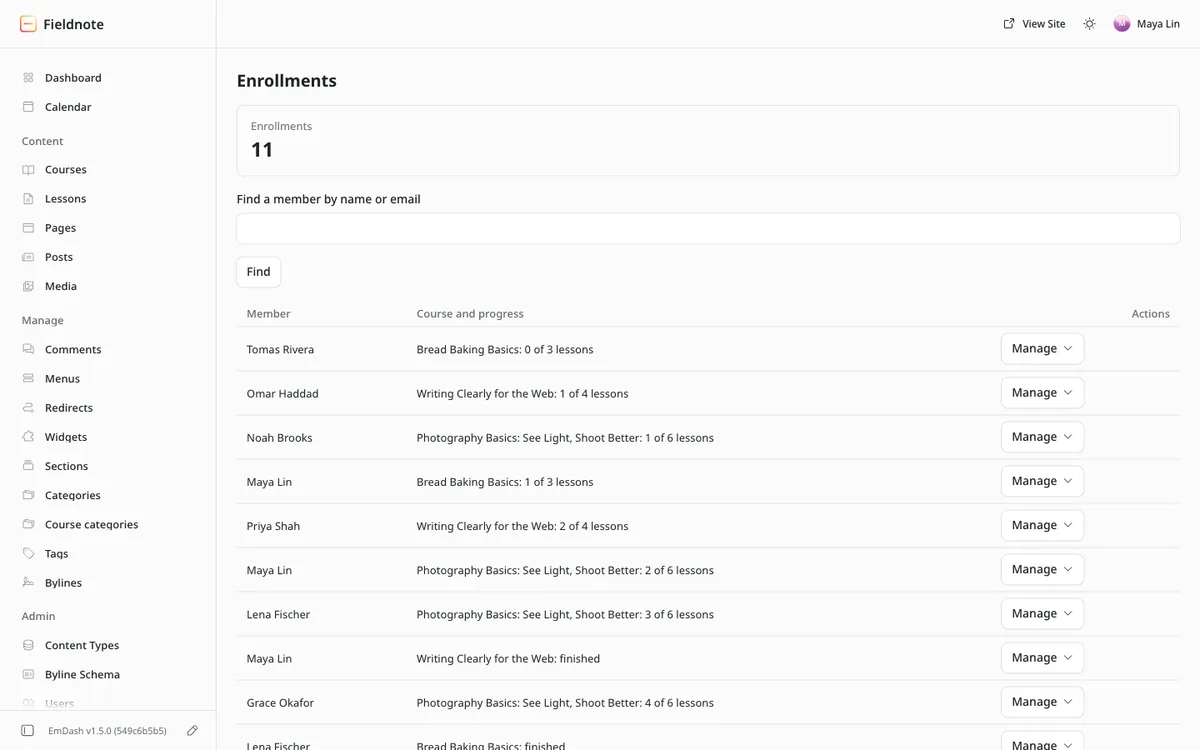 Fieldnote
View Site
Maya Lin
Dashboard
Calendar
Content
Courses
Lessons
Pages
Posts
Media
Manage
Comments
Menus
Redirects
Widgets
Sections
Categories
Course categories
Tags
Bylines
Admin
Content Types
Byline Schema
Users
EmDash v1.5.0 (549c6b5b5)
Enrollments
Enrollments
11
Find a member by name or email
Find
Member Course and progress Actions
Tomas Rivera Bread Baking Basics: 0 of 3 lessons Manage
Omar Haddad Writing Clearly for the Web: 1 of 4 lessons Manage
Noah Brooks Photography Basics: See Light, Shoot Better: 1 of 6 lessons Manage
Maya Lin Bread Baking Basics: 1 of 3 lessons Manage
Priya Shah Writing Clearly for the Web: 2 of 4 lessons Manage
Maya Lin Photography Basics: See Light, Shoot Better: 2 of 6 lessons Manage
Lena Fischer Photography Basics: See Light, Shoot Better: 3 of 6 lessons Manage
Maya Lin Writing Clearly for the Web: finished Manage
Grace Okafor Photography Basics: See Light, Shoot Better: 4 of 6 lessons Manage
Lena Fischer Bread Baking Basics: finished Manage